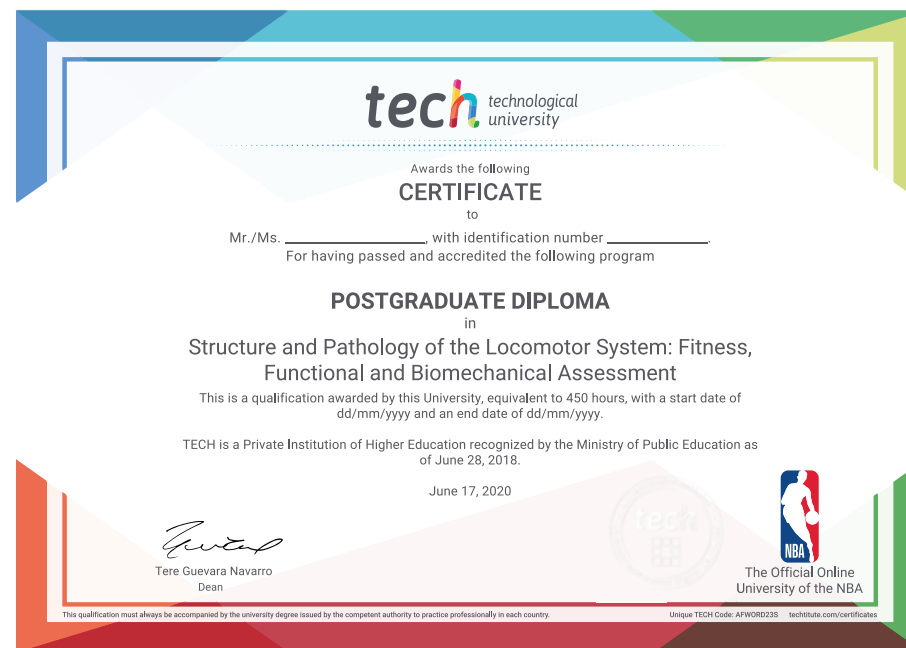 tech technological
university
Awards the following
CERTIFICATE
to
Mr./Ms. ____________________, with identification number ______________.
For having passed and accredited the following program
POSTGRADUATE DIPLOMA
in
Structure and Pathology of the Locomotor System: Fitness,
Functional and Biomechanical Assessment
This is a qualification awarded by this University, equivalent to 450 hours, with a start date of
dd/mm/yyyy and an end date of dd/mm/yyyy.
TECH is a Private Institution of Higher Education recognized by the Ministry of Public Education as
of June 28, 2018.
June 17, 2020
tech
Tere Guevara Navarro
Dean
NBA
The Official Online
University of the NBA
This qualification must always be accompanied by the university degree issued by the competent authority to practice professionally in each country.
Unique TECH Code: AFWORD23S techtitute.com/certificates